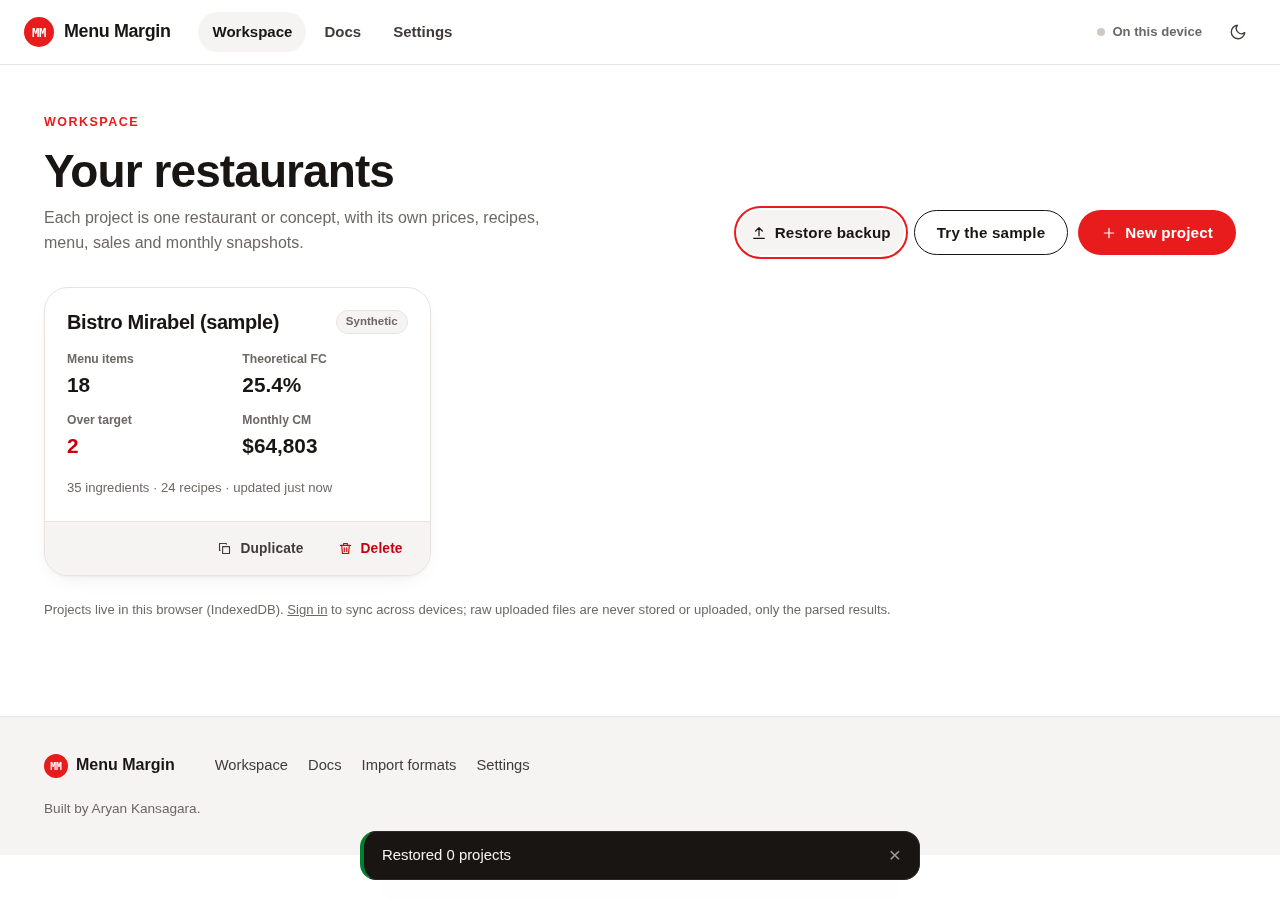 MM Menu Margin Workspace Docs Settings On this device
WORKSPACE
Your restaurants
Each project is one restaurant or concept, with its own prices, recipes,
menu, sales and monthly snapshots.
Restore backup Try the sample New project
Bistro Mirabel (sample) Synthetic
Menu items Theoretical FC
18 25.4%
Over target Monthly CM
2 $64,803
35 ingredients · 24 recipes · updated just now
Duplicate Delete
Projects live in this browser (IndexedDB). Sign in to sync across devices; raw uploaded files are never stored or uploaded, only the parsed results.
MM Menu Margin Workspace Docs Import formats Settings
Built by Aryan Kansagara.
Restored 0 projects